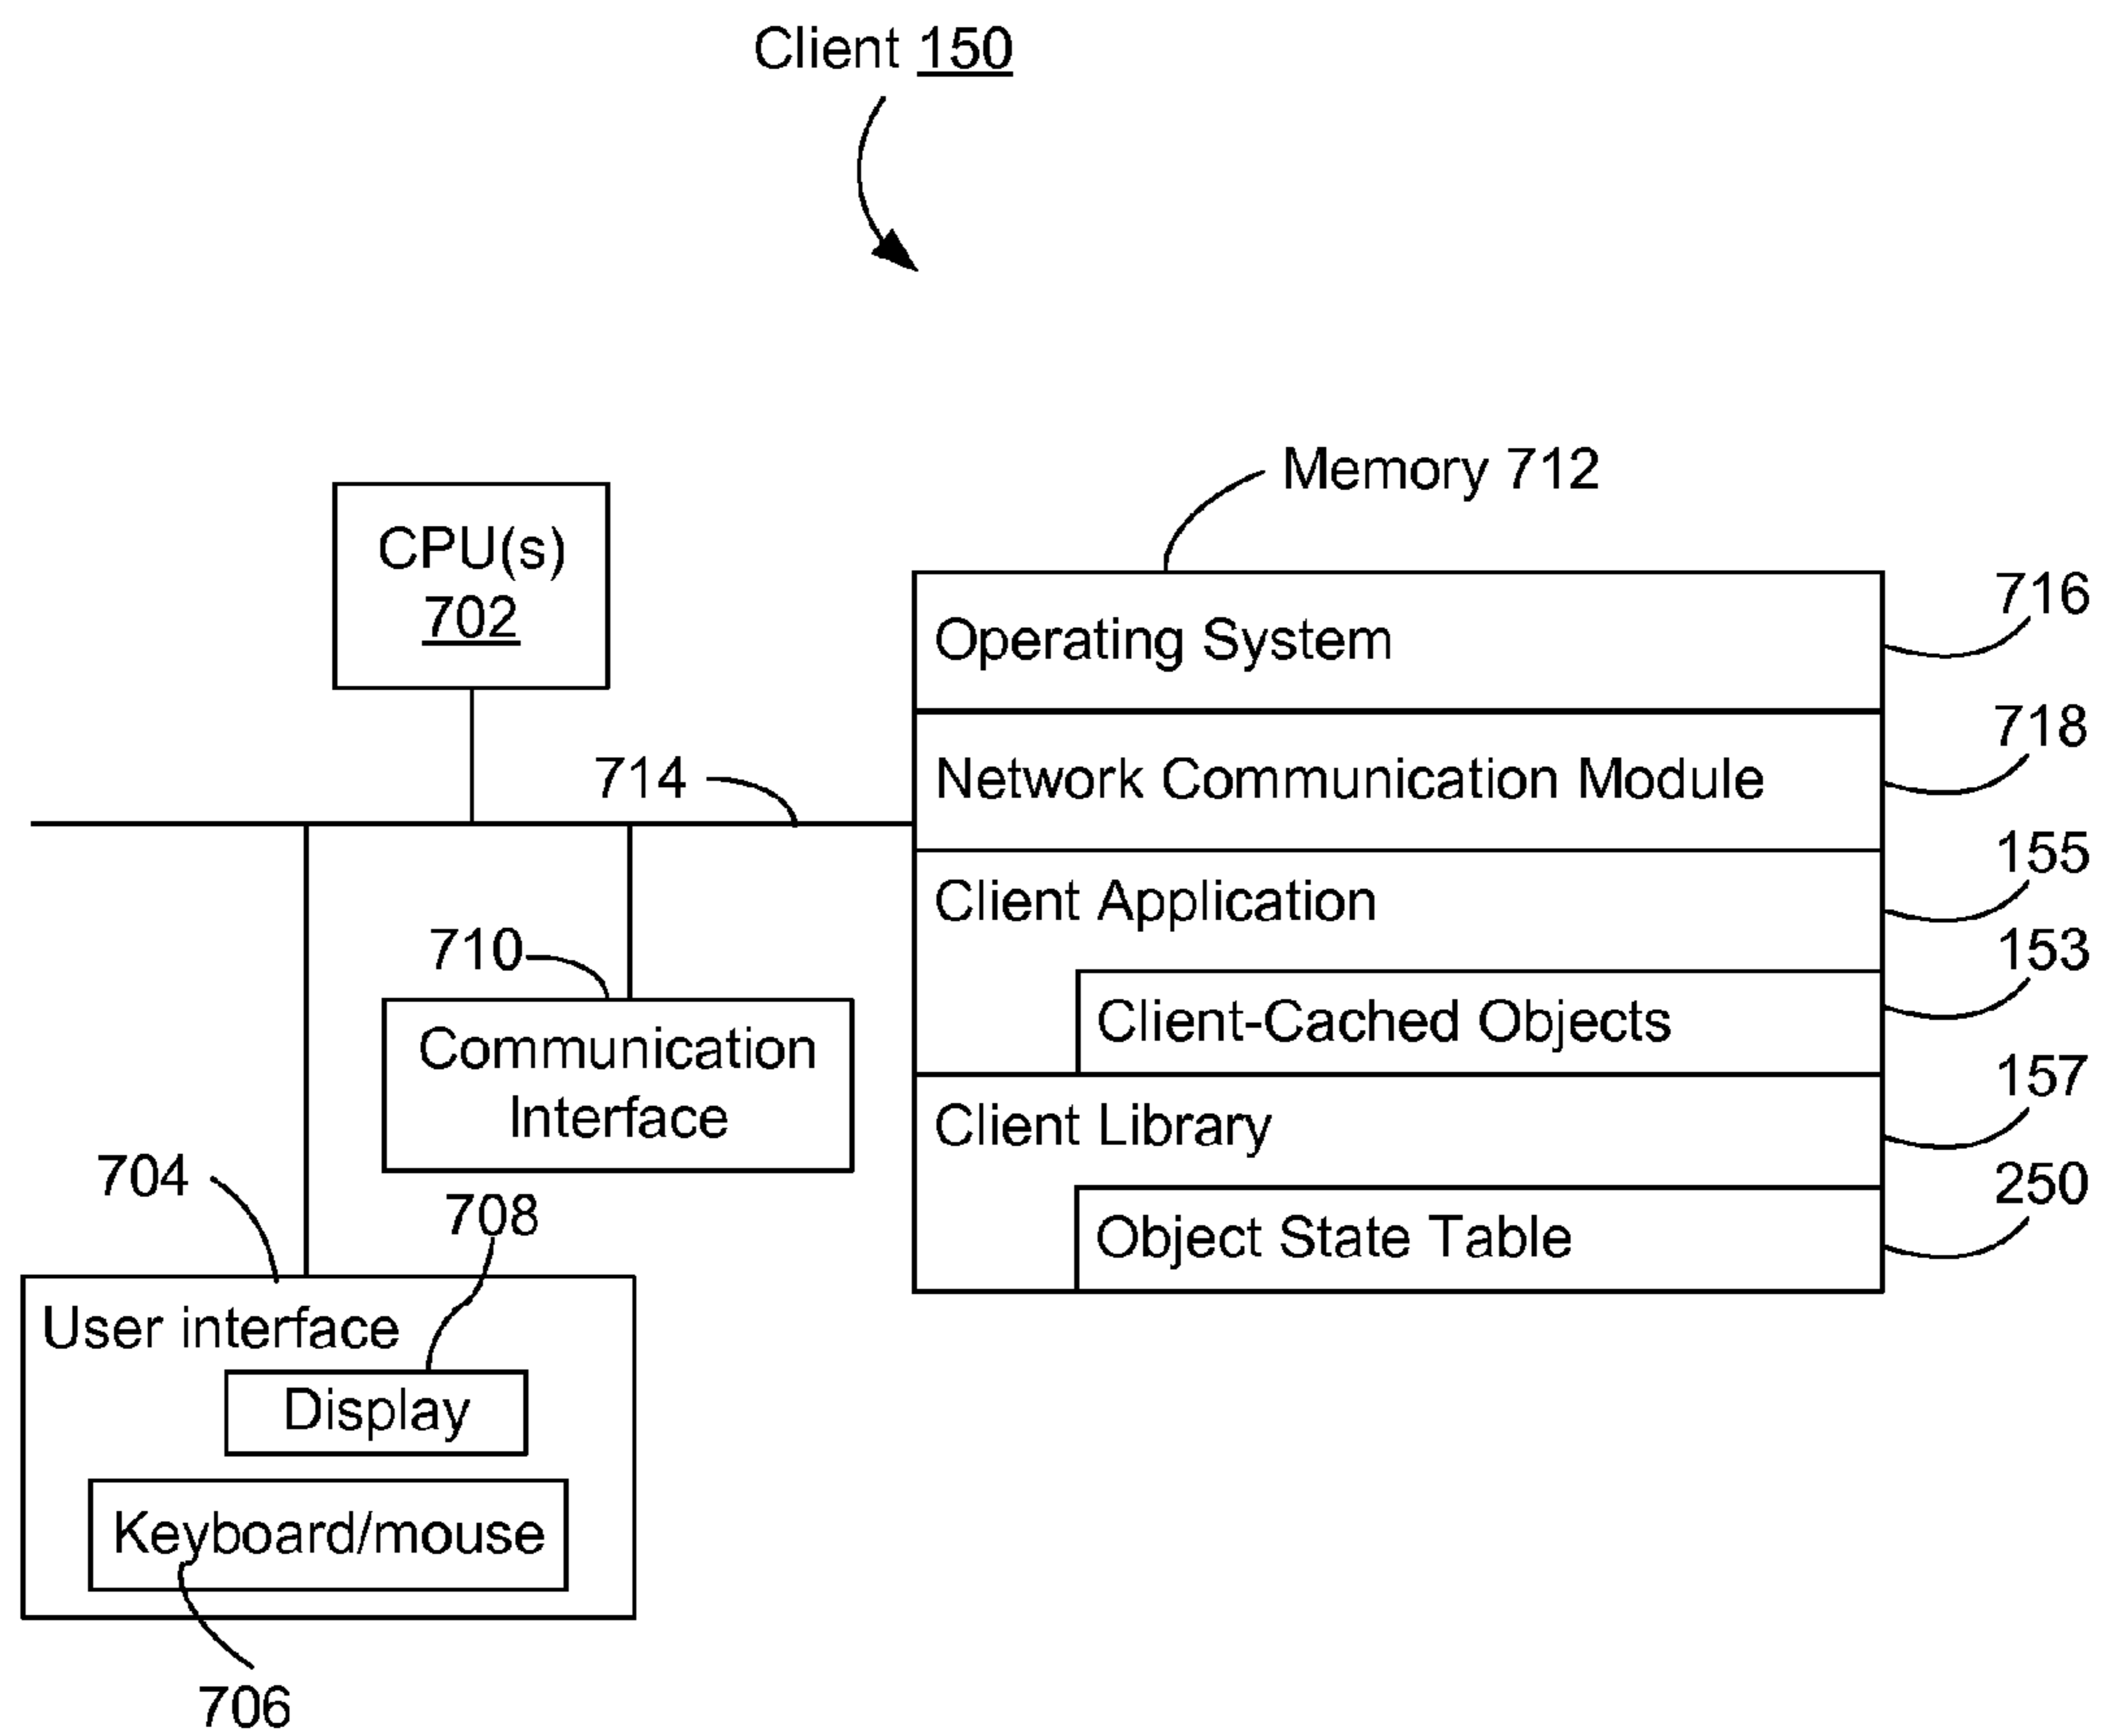 Client 150
Memory 712
CPU(s)
702
716
Operating System
718
714
Network Communication Module
155
Client Application
153
710
Client-Cached Objects
Communication
Interface
157
Client Library
704
708
250
Object State Table
User interface
Display
Keyboard/mouse
706